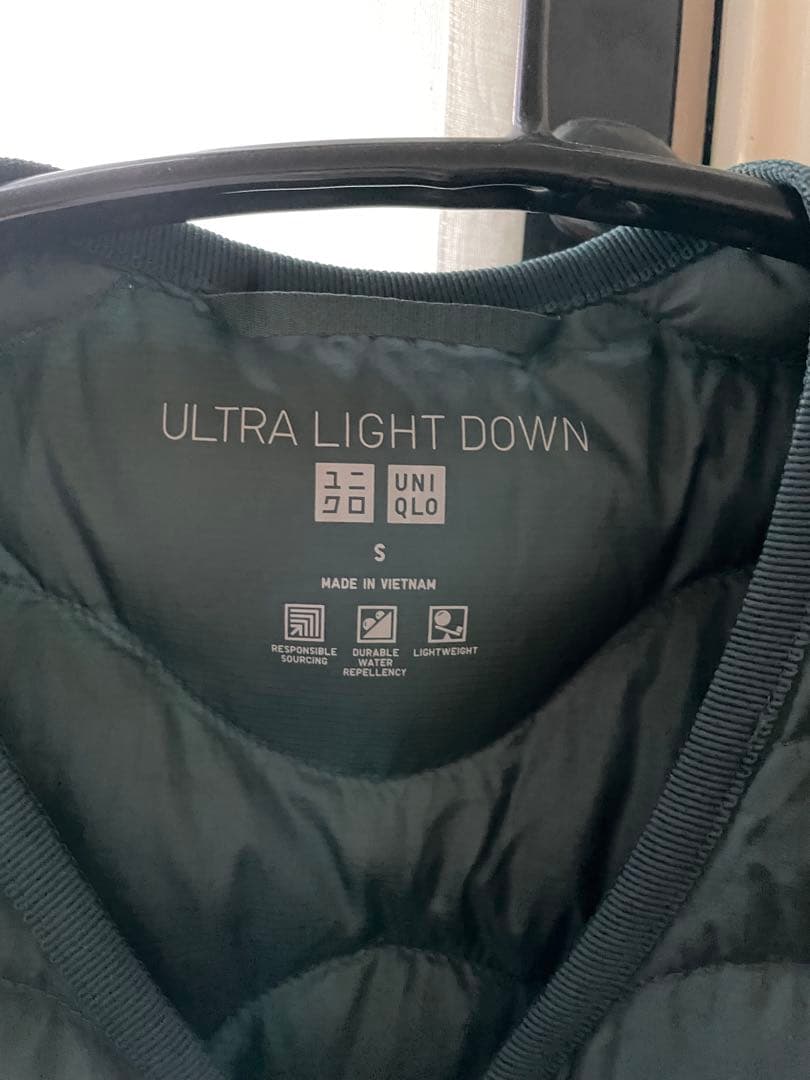 ULTRA LIGHT DOWN
ユニ
クロ
UNI
QLO
S
MADE IN VIETNAM
RESPONSIBLE
SOURCING
DURABLE
WATER
REPELLENCY
LIGHTWEIGHT